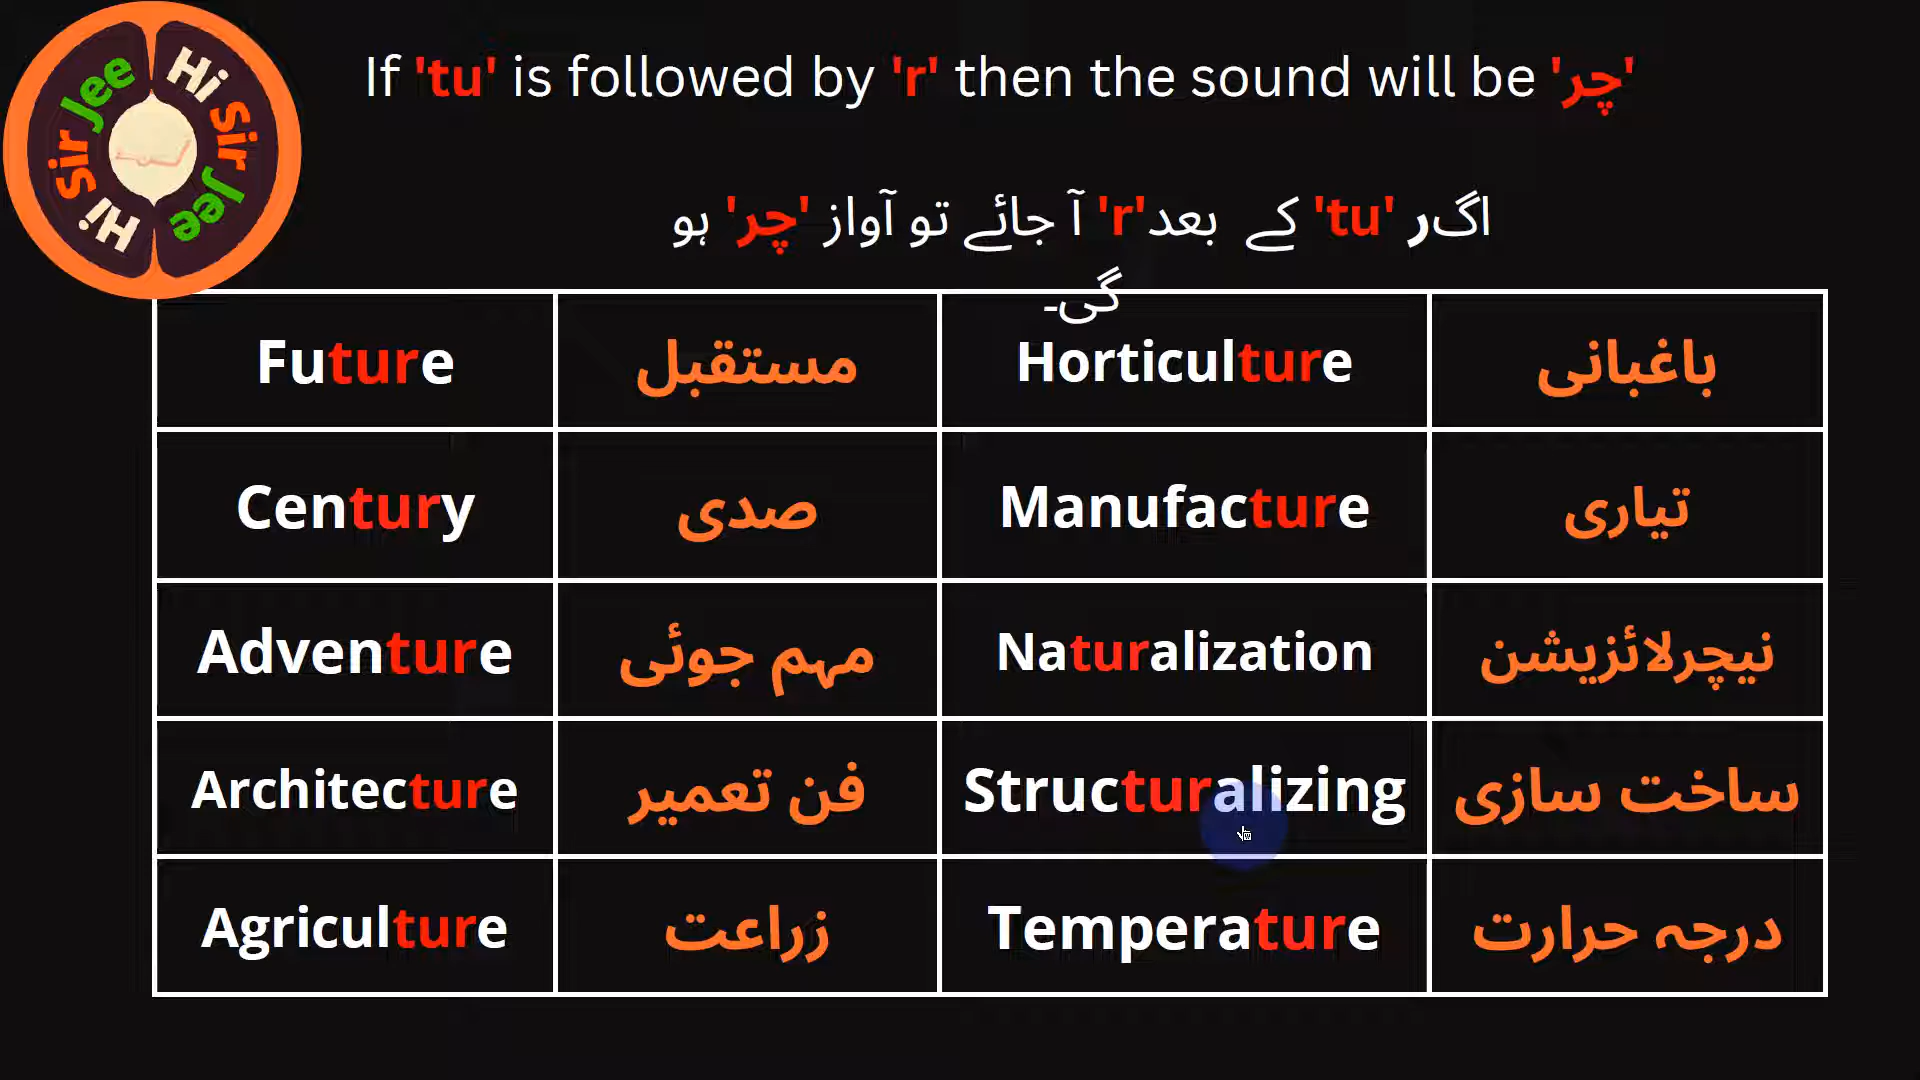 Hi Sir Jee
Hi Sir Jee
If 'tu' is followed by 'r' then the sound will be 'چر'
اگر 'tu' کے بعد 'r' آ جائے تو آواز 'چر' ہو
گی۔
Future مستقبل Horticulture باغبانی
Century صدی Manufacture تیاری
Adventure مہم جوئی Naturalization نیچرلائزیشن
Architecture فن تعمیر Structuralizing ساخت سازی
Agriculture زراعت Temperature درجہ حرارت